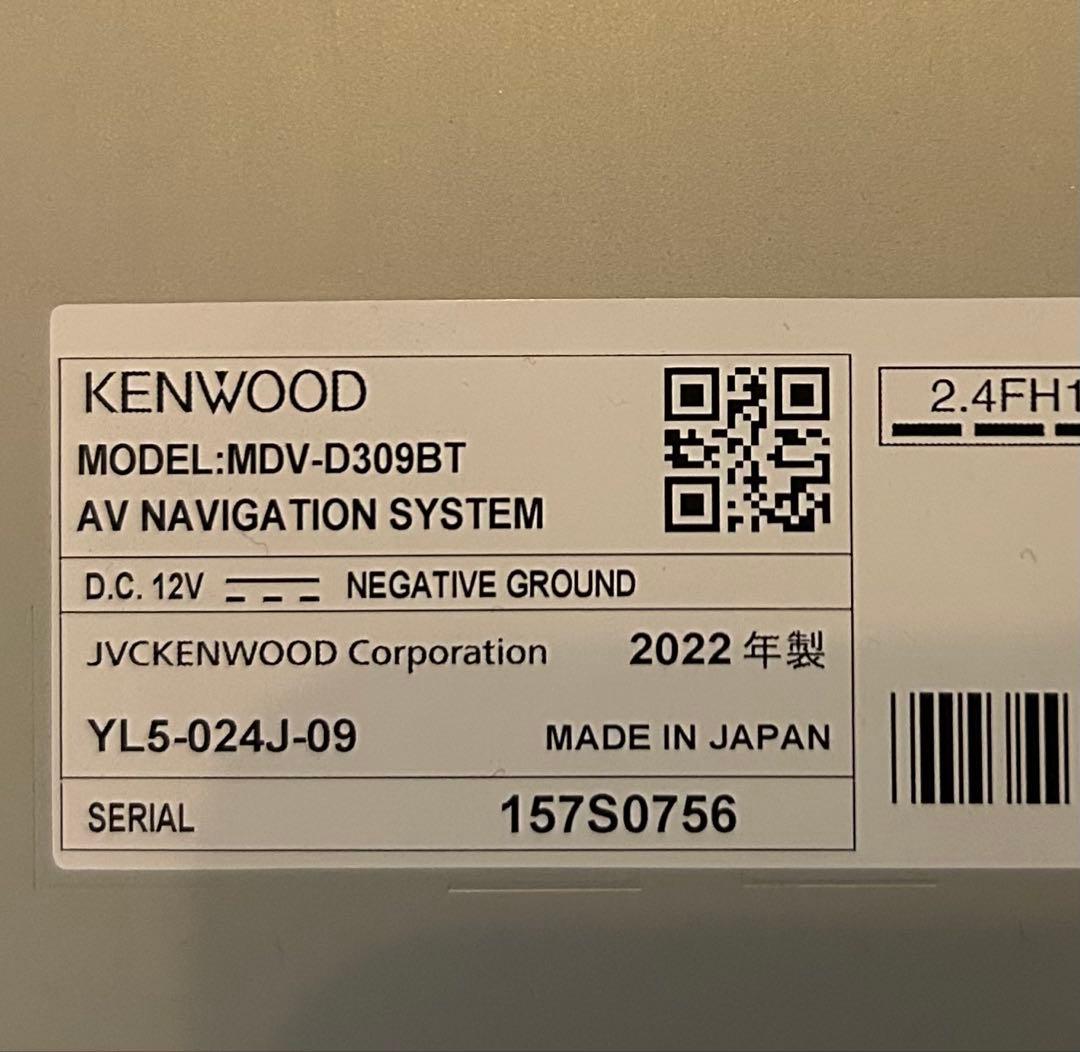 KENWOOD
MODEL:MDV-D309BT
AV NAVIGATION SYSTEM
D.C. 12V NEGATIVE GROUND
JVCKENWOOD Corporation 2022 年製
YL5-024J-09 MADE IN JAPAN
SERIAL 157S0756
2.4FH1